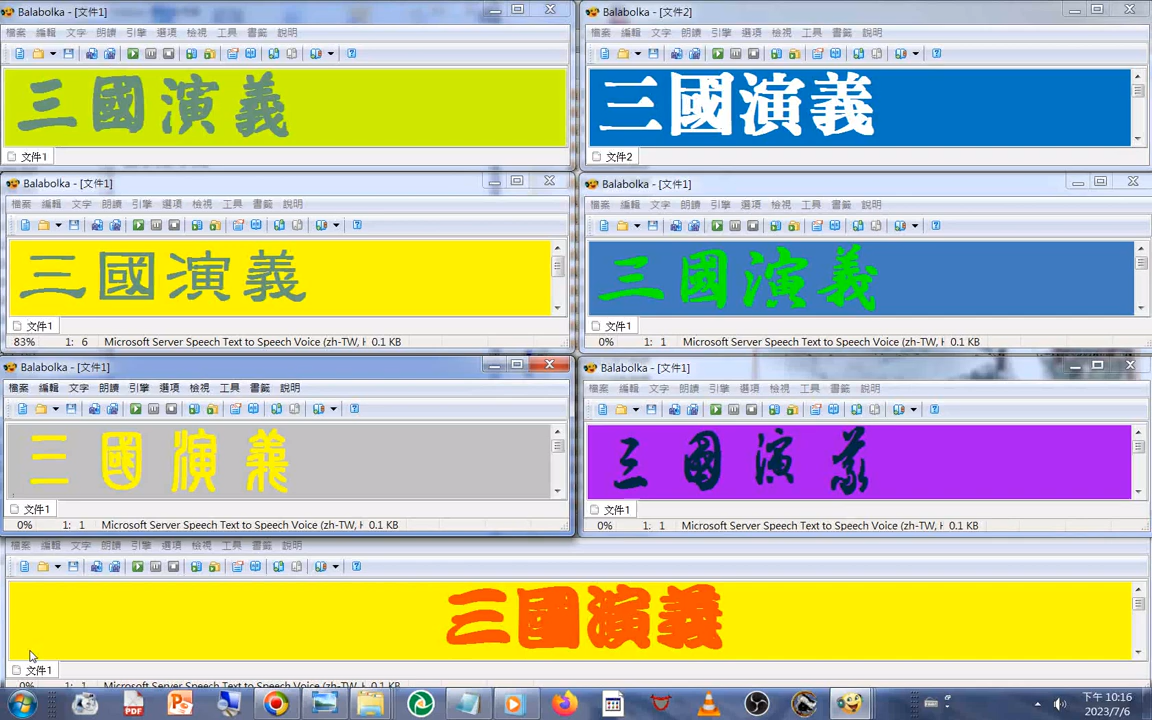 Balabolka - [文件1]
檔案 編輯 文字 朗讀 引擎 選項 檢視 工具 書籤 說明
三國演義
文件1
Balabolka - [文件2]
檔案 編輯 文字 朗讀 引擎 選項 檢視 工具 書籤 說明
三國演義
文件2
Balabolka - [文件1]
檔案 編輯 文字 朗讀 引擎 選項 檢視 工具 書籤 說明
三國演義
文件1
83% 1: 6 Microsoft Server Speech Text to Speech Voice (zh-TW, H 0.1 KB
Balabolka - [文件1]
檔案 編輯 文字 朗讀 引擎 選項 檢視 工具 書籤 說明
三國演義
文件1
0% 1: 1 Microsoft Server Speech Text to Speech Voice (zh-TW, H 0.1 KB
Balabolka - [文件1]
檔案 編輯 文字 朗讀 引擎 選項 檢視 工具 書籤 說明
三國演義
文件1
0% 1: 1 Microsoft Server Speech Text to Speech Voice (zh-TW, H 0.1 KB
Balabolka - [文件1]
檔案 編輯 文字 朗讀 引擎 選項 檢視 工具 書籤 說明
三國演義
文件1
0% 1: 1 Microsoft Server Speech Text to Speech Voice (zh-TW, H 0.1 KB
檔案 編輯 文字 朗讀 引擎 選項 檢視 工具 書籤 說明
三國演義
文件1
PDF
下午 10:16
2023/7/6